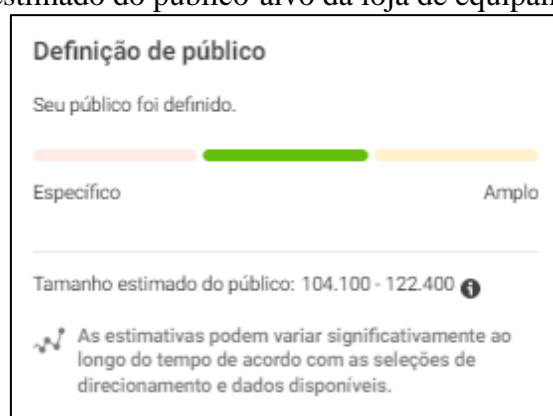 estimado do público-alvo da loja de
Definição de público
Seu público foi definido.
Específico
Amplo
Tamanho estimado do público: 104.100 - 122.400
As estimativas podem variar significativamente ao
longo do tempo de acordo com as seleções de
direcionamento e dados disponíveis.